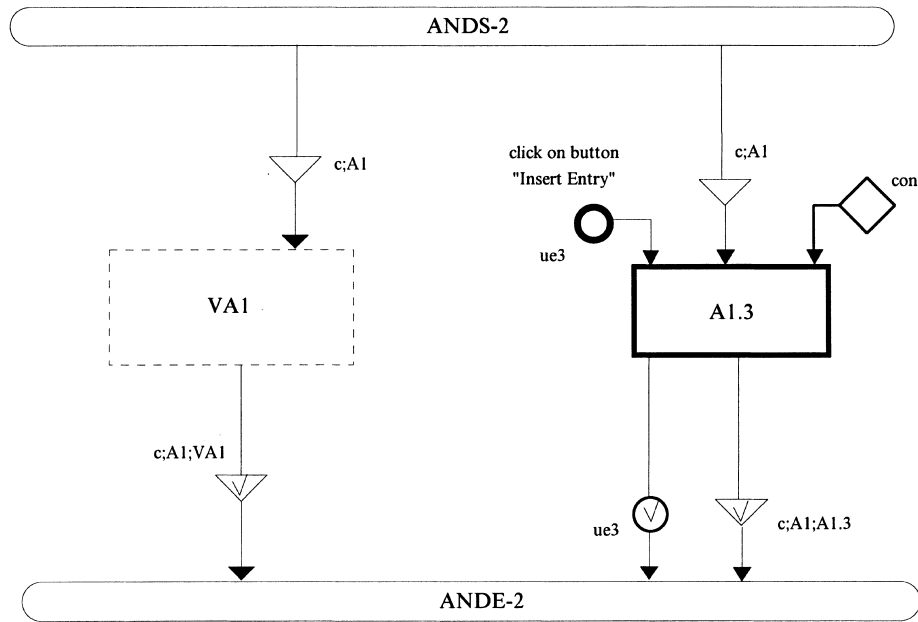 ANDS-2
c;A1
click on button
"Insert Entry"
c;A1
con
ue3
VA1
A1.3
c;A1;VA1
ue3
c;A1;A1.3
ANDE-2